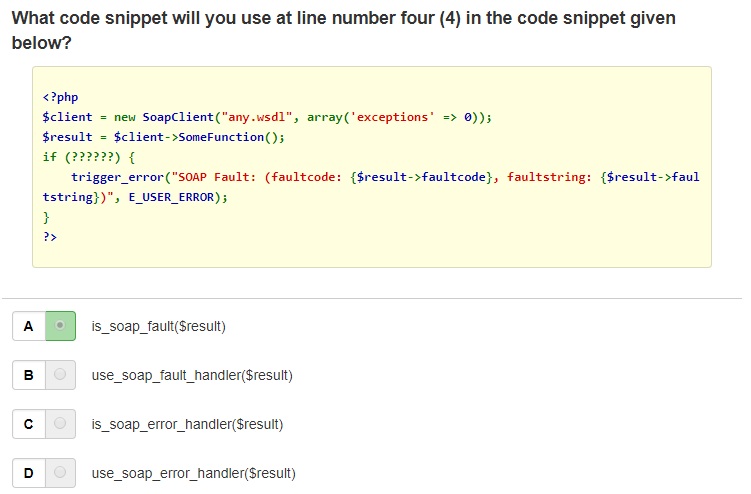 What code snippet will you use at line number four (4) in the code snippet given
below?
<?php
$client = new SoapClient("any.wsdl", array('exceptions' => 0));
$result = $client->SomeFunction();
if (??????) {
    trigger_error("SOAP Fault: (faultcode: {$result->faultcode}, faultstring: {$result->faul
tstring})", E_USER_ERROR);
}
?>
A is_soap_fault($result)
B use_soap_fault_handler($result)
C is_soap_error_handler($result)
D use_soap_error_handler($result)